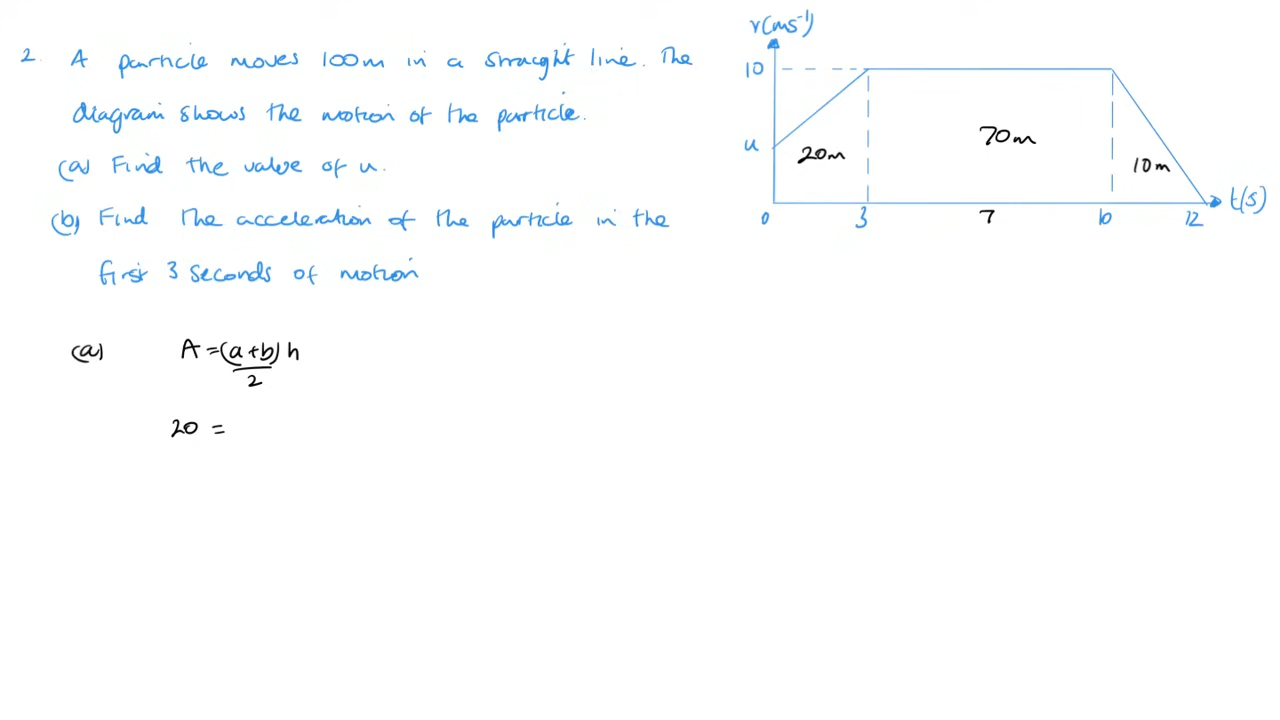 2. A particle moves 100m in a straight line. The
diagram shows the motion of the particle.
(a) Find the value of u.
(b) Find the acceleration of the particle in the
first 3 seconds of motion
v(ms⁻¹)
10
u
20m
70m
10m
t(s)
0
3
7
10
12
(a) A = (a+b)h
2
20 =